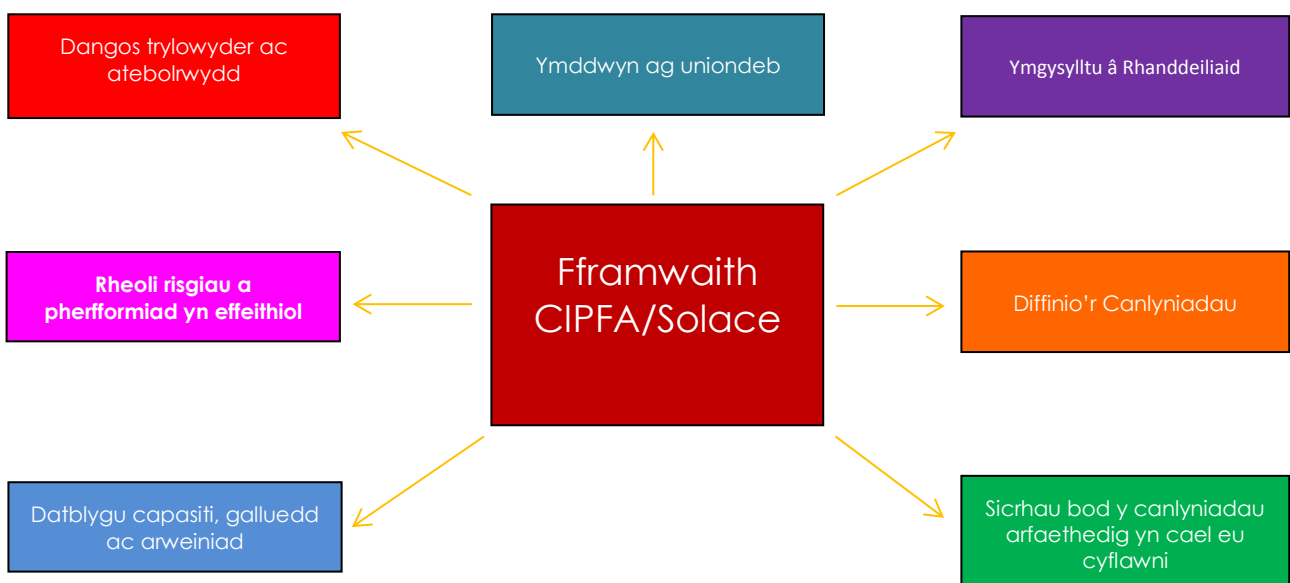 Dangos trylowyder ac
atebolrwydd
Ymddwyn ag uniondeb
Ymgysylltu â Rhanddeiliaid
Rheoli risgiau a
pherfformiad yn effeithiol
Fframwaith
CIPFA/Solace
Diffinio’r Canlyniadau
Datblygu capasiti, galluedd
ac arweiniad
Sicrhau bod y canlyniadau
arfaethedig yn cael eu
cyflawni